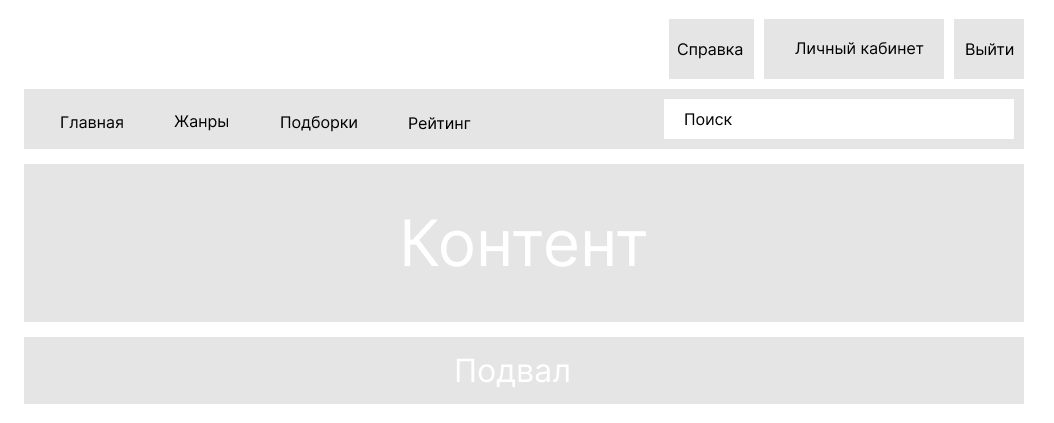 Справка Личный кабинет Выйти
Главная Жанры Подборки Рейтинг Поиск
Контент
Подвал